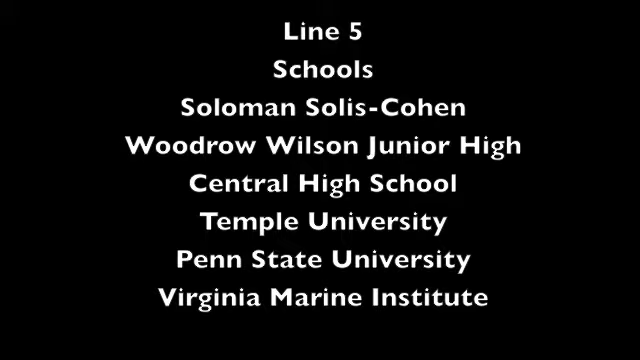 Line 5
Schools
Soloman Solis-Cohen
Woodrow Wilson Junior High
Central High School
Temple University
Penn State University
Virginia Marine Institute